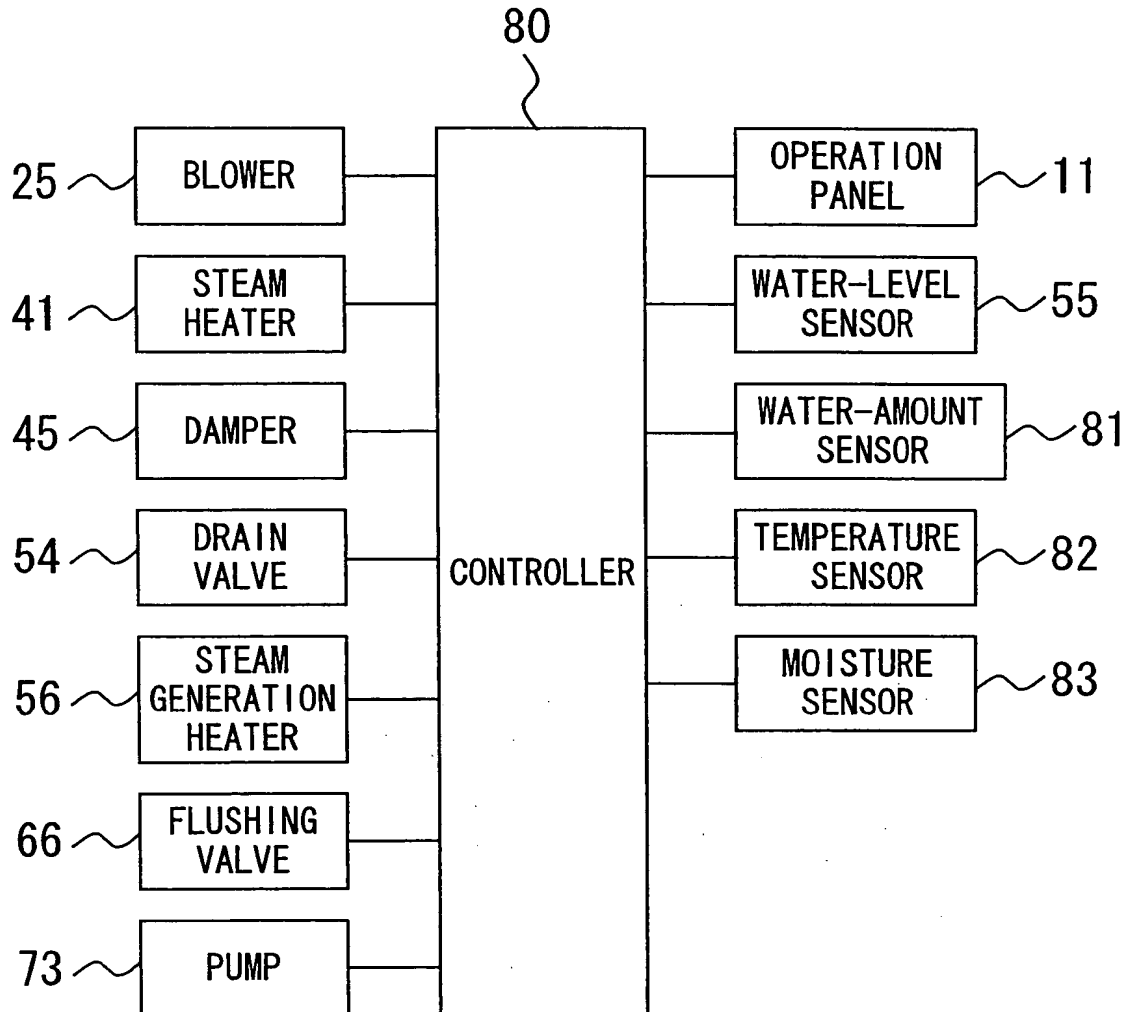 80
25
BLOWER
OPERATION
PANEL
11
41
STEAM
HEATER
WATER-LEVEL
SENSOR
55
45
DAMPER
WATER-AMOUNT
SENSOR
81
54
DRAIN
VALVE
CONTROLLER
TEMPERATURE
SENSOR
82
56
STEAM
GENERATION
HEATER
MOISTURE
SENSOR
83
66
FLUSHING
VALVE
73
PUMP